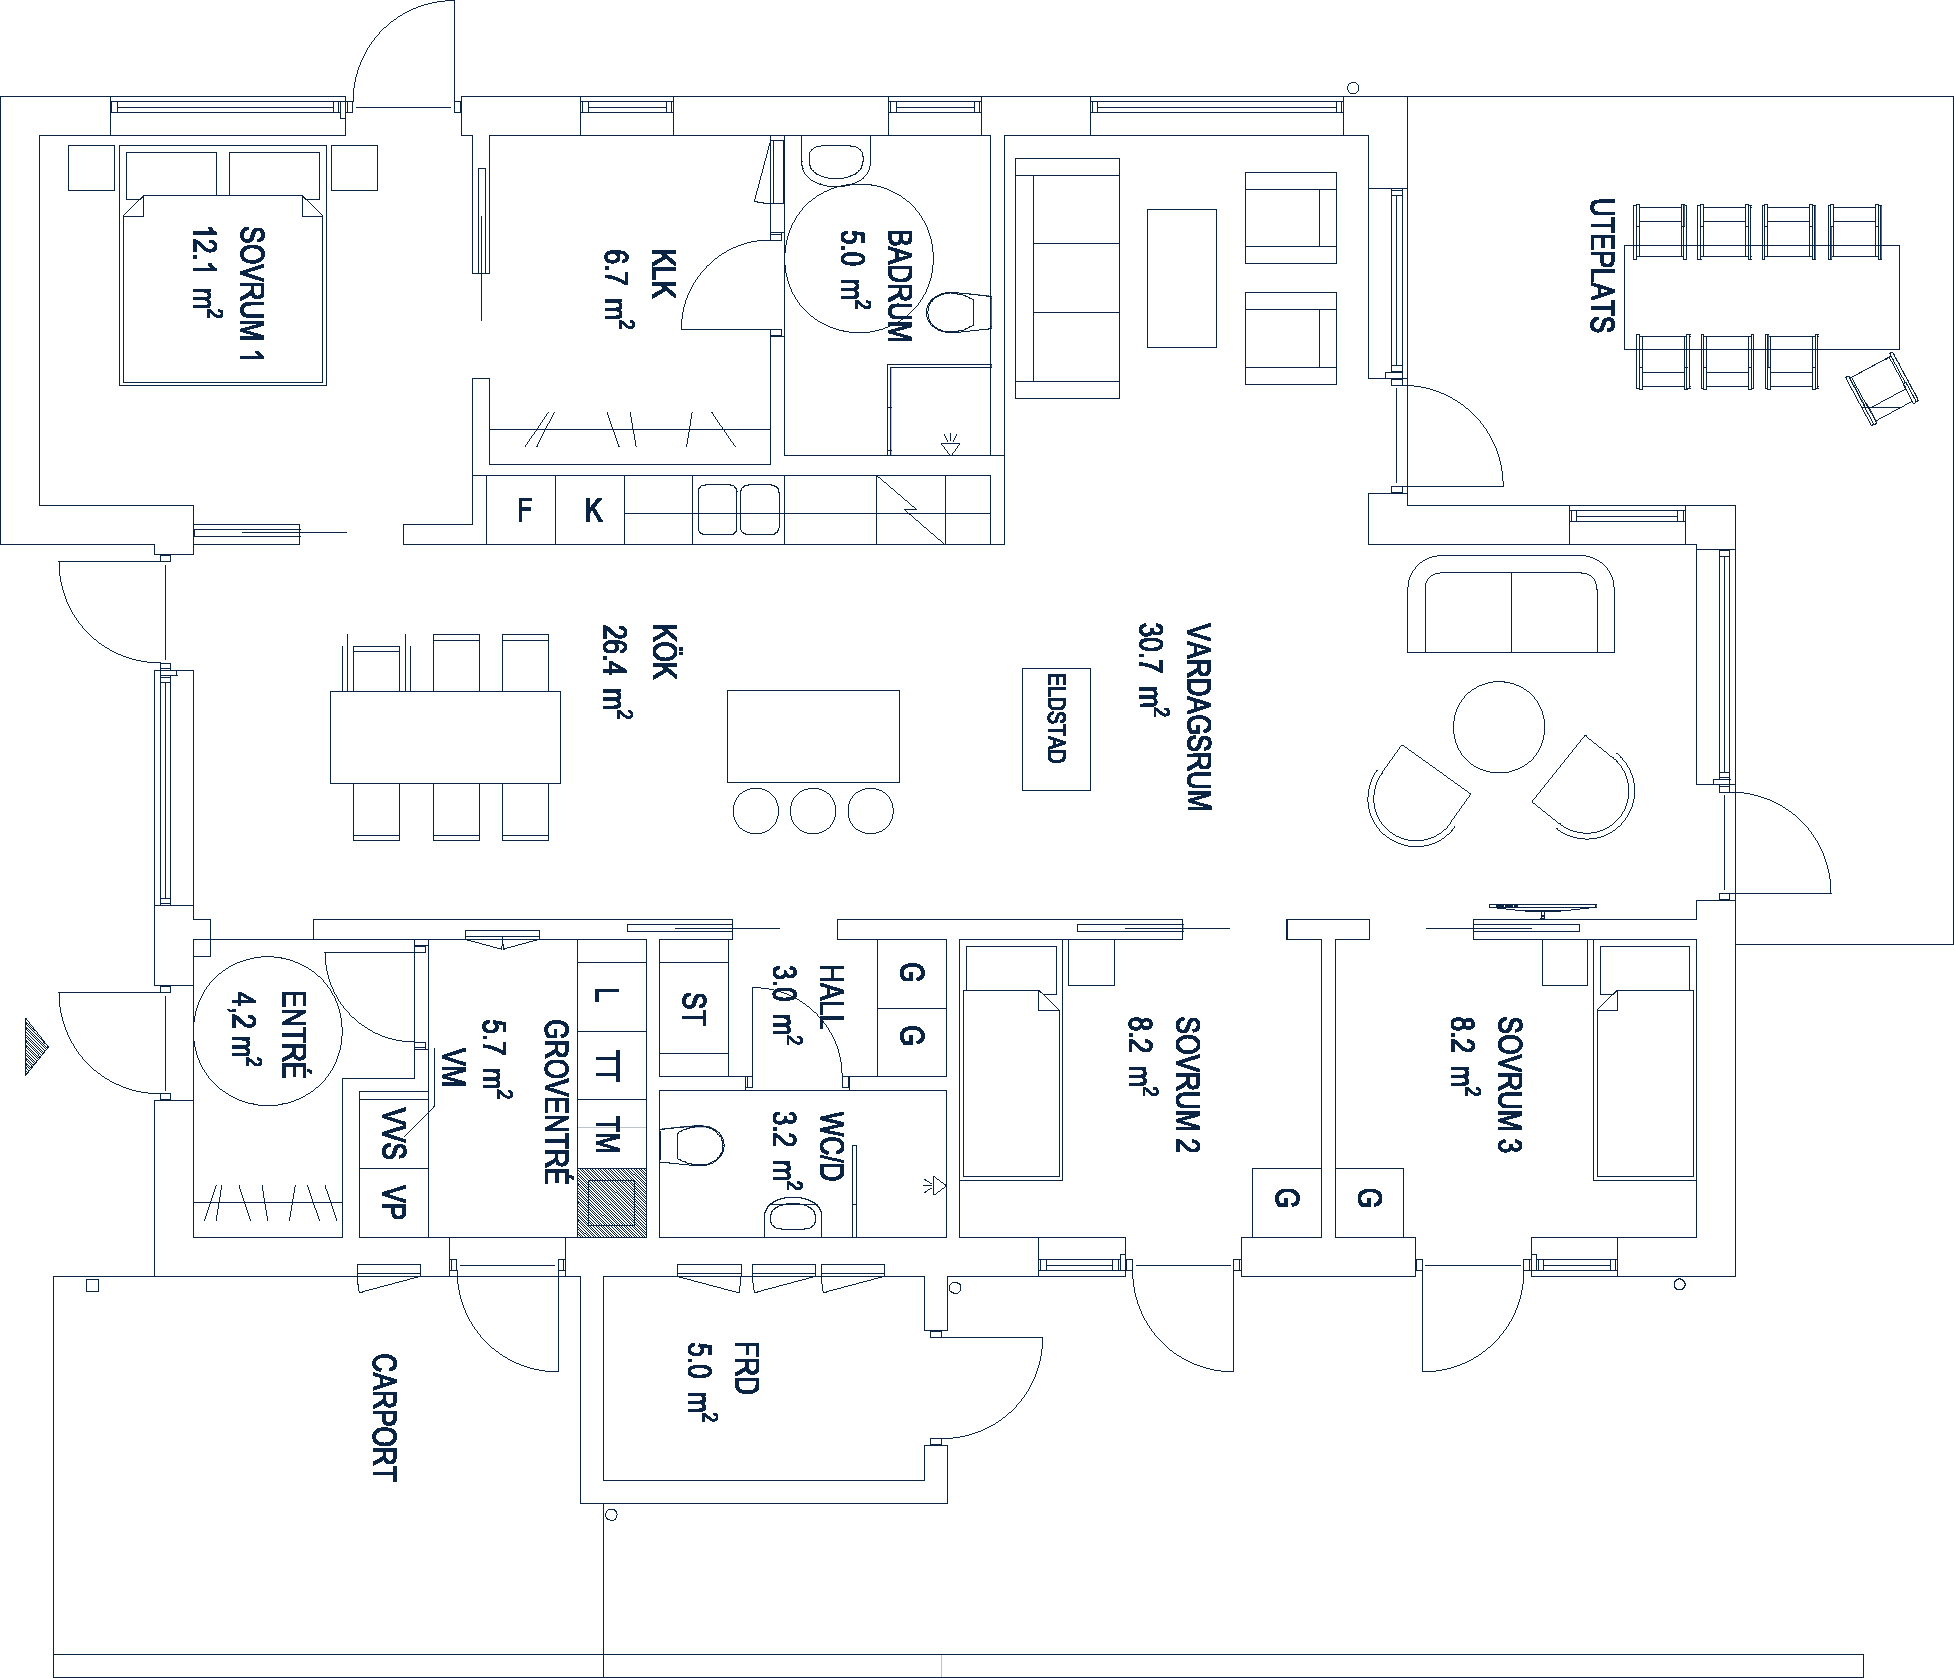 SOVRUM 1
12.1 m²
KLK
6.7 m²
BADRUM
5.0 m²
UTEPLATS
F
K
KÖK
26.4 m²
ELDSTAD
VARDAGSRUM
30.7 m²
ENTRÉ
4,2 m²
VM
VVS
VP
GROVENTRÉ
5.7 m²
L
TT
TM
ST
HALL
3.0 m²
G
G
WC/D
3.2 m²
SOVRUM 2
8.2 m²
G
SOVRUM 3
8.2 m²
G
FRD
5.0 m²
CARPORT